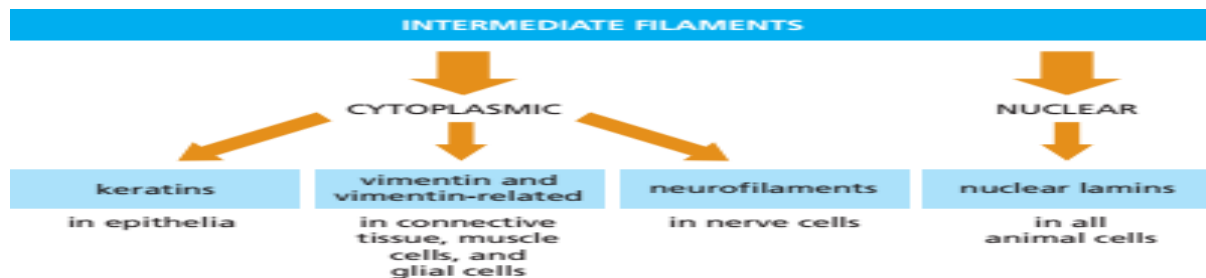 INTERMEDIATE FILAMENTS
CYTOPLASMIC
NUCLEAR
keratins
in epithelia
vimentin and
vimentin-related
in connective
tissue, muscle
cells, and
glial cells
neurofilaments
in nerve cells
nuclear lamins
in all
animal cells